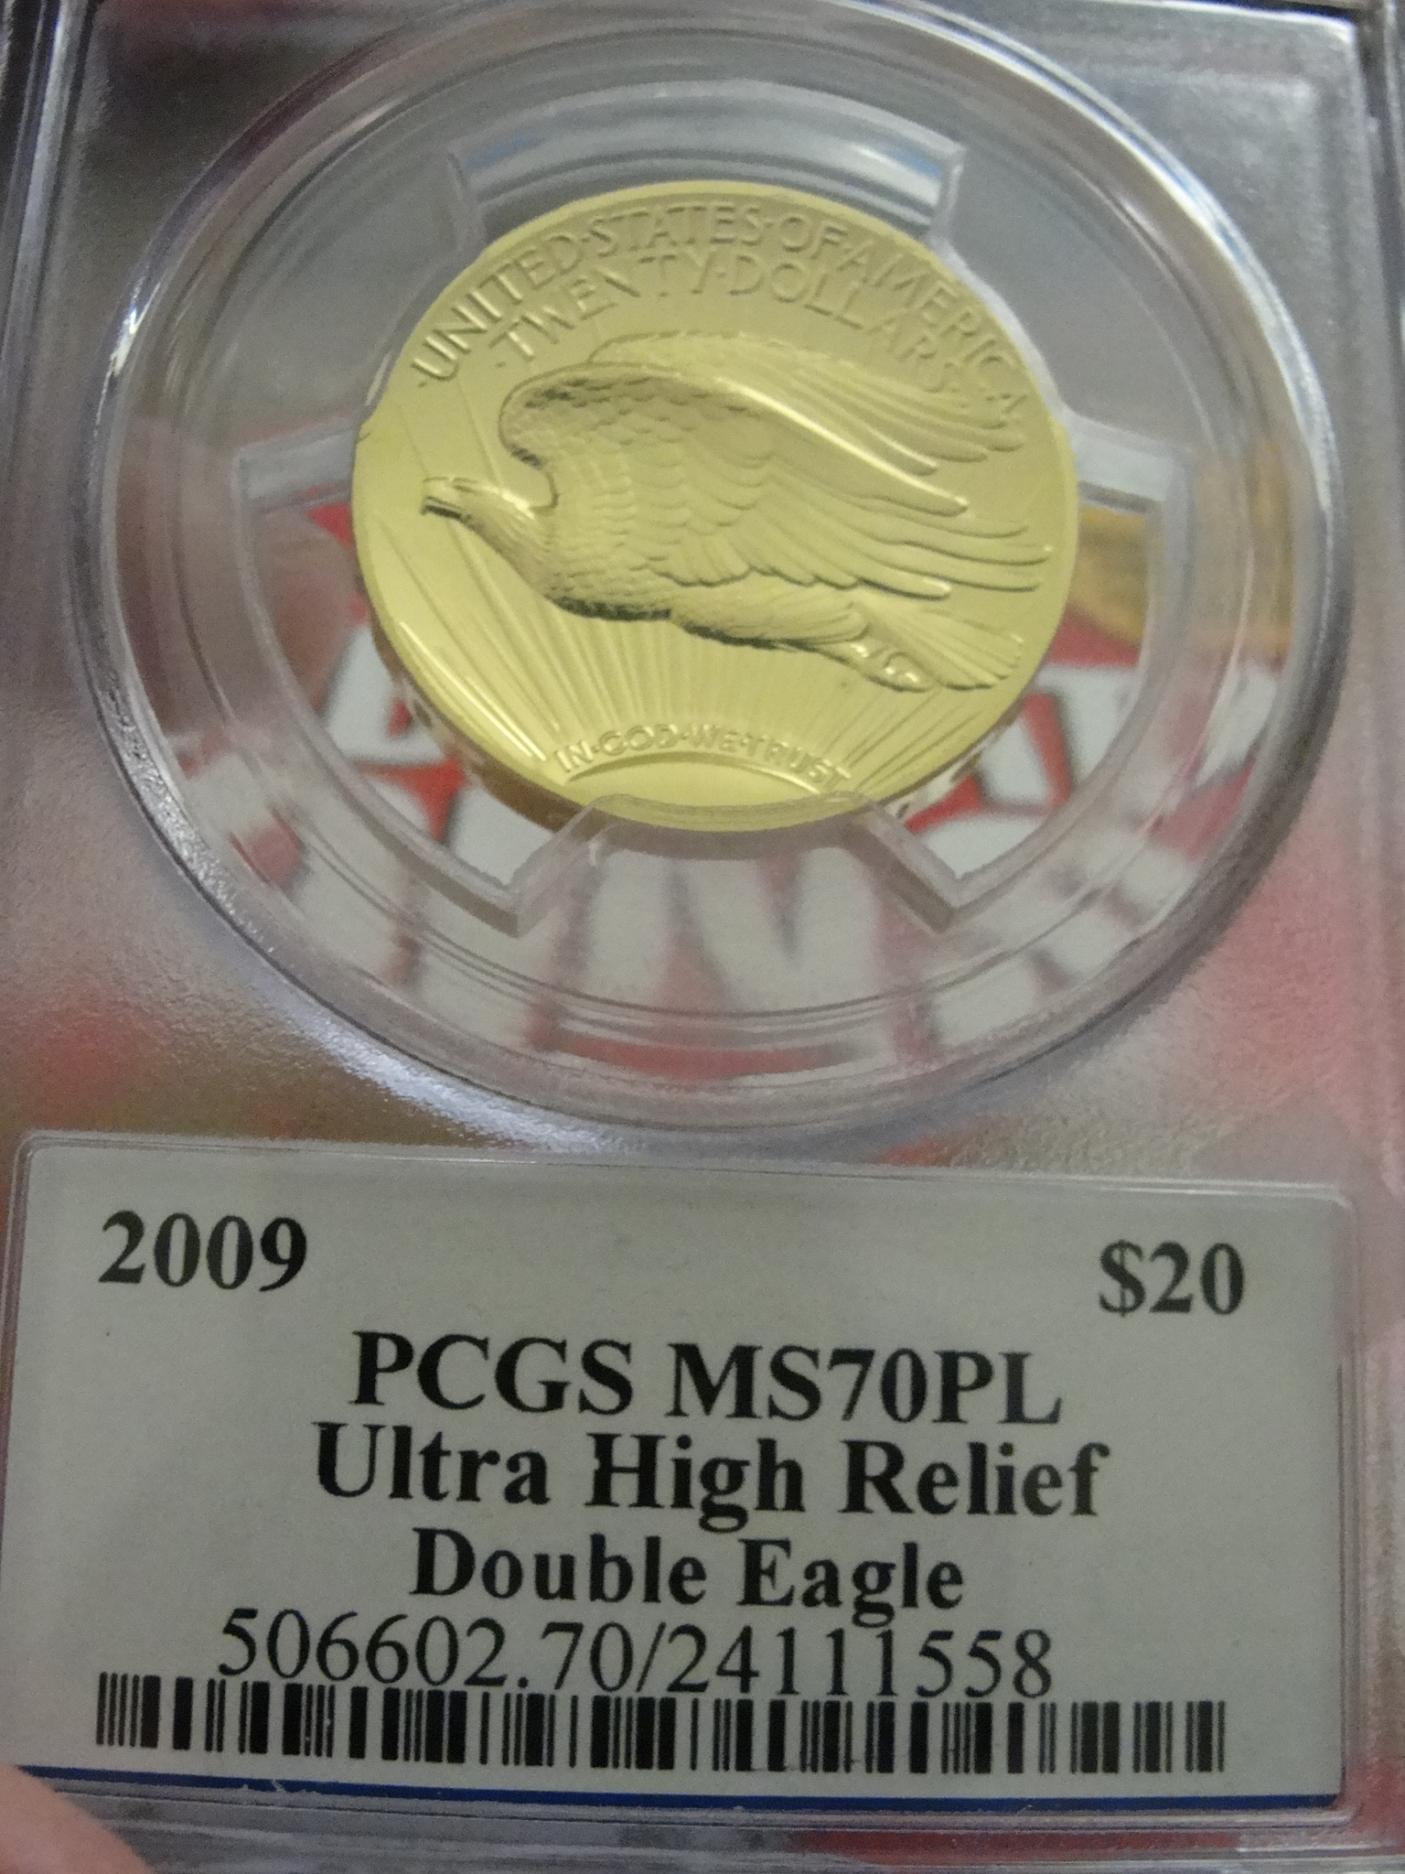 ·UNITED·STATES·OF·AMERICA·
·TWENTY·DOLLARS·
IN·GOD·WE·TRUST
2009 $20
PCGS MS70PL
Ultra High Relief
Double Eagle
506602.70/24111558